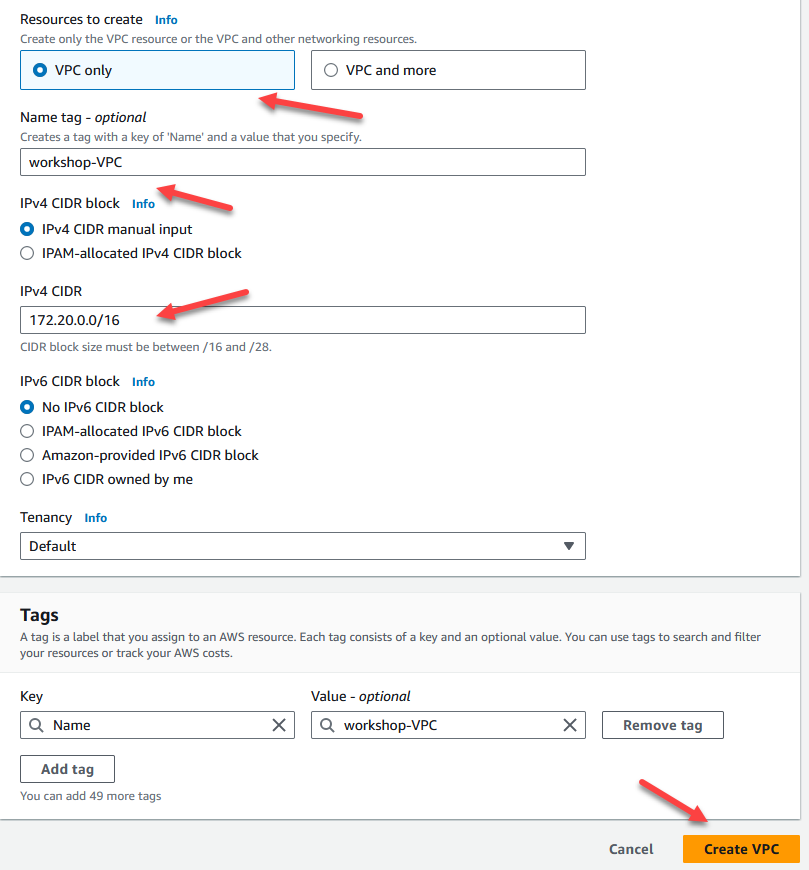 Resources to create Info
Create only the VPC resource or the VPC and other networking resources.
VPC only VPC and more
Name tag - optional
Creates a tag with a key of 'Name' and a value that you specify.
workshop-VPC
IPv4 CIDR block Info
IPv4 CIDR manual input
IPAM-allocated IPv4 CIDR block
IPv4 CIDR
172.20.0.0/16
CIDR block size must be between /16 and /28.
IPv6 CIDR block Info
No IPv6 CIDR block
IPAM-allocated IPv6 CIDR block
Amazon-provided IPv6 CIDR block
IPv6 CIDR owned by me
Tenancy Info
Default
Tags
A tag is a label that you assign to an AWS resource. Each tag consists of a key and an optional value. You can use tags to search and filter
your resources or track your AWS costs.
Key Value - optional
Name workshop-VPC Remove tag
Add tag
You can add 49 more tags
Cancel Create VPC